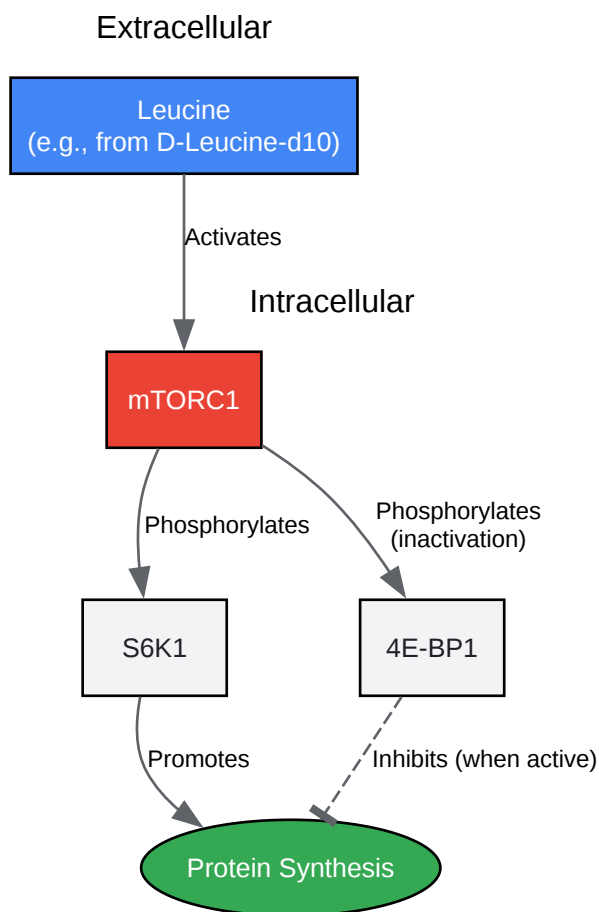 Extracellular
Leucine
(e.g., from D-Leucine-d10)
Activates
Intracellular
mTORC1
Phosphorylates
Phosphorylates
(inactivation)
S6K1
4E-BP1
Promotes
Inhibits (when active)
Protein Synthesis